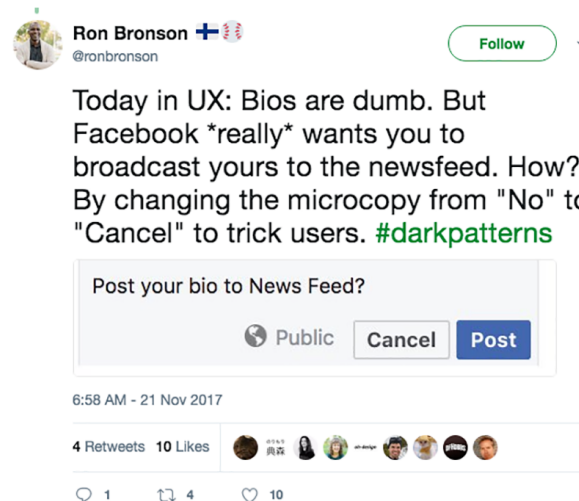 Ron Bronson
@ronbronson
Follow
Today in UX: Bios are dumb. But
Facebook *really* wants you to
broadcast yours to the newsfeed. How?
By changing the microcopy from "No" to
"Cancel" to trick users. #darkpatterns
Post your bio to News Feed?
Public Cancel Post
6:58 AM - 21 Nov 2017
4 Retweets 10 Likes
1 4 10